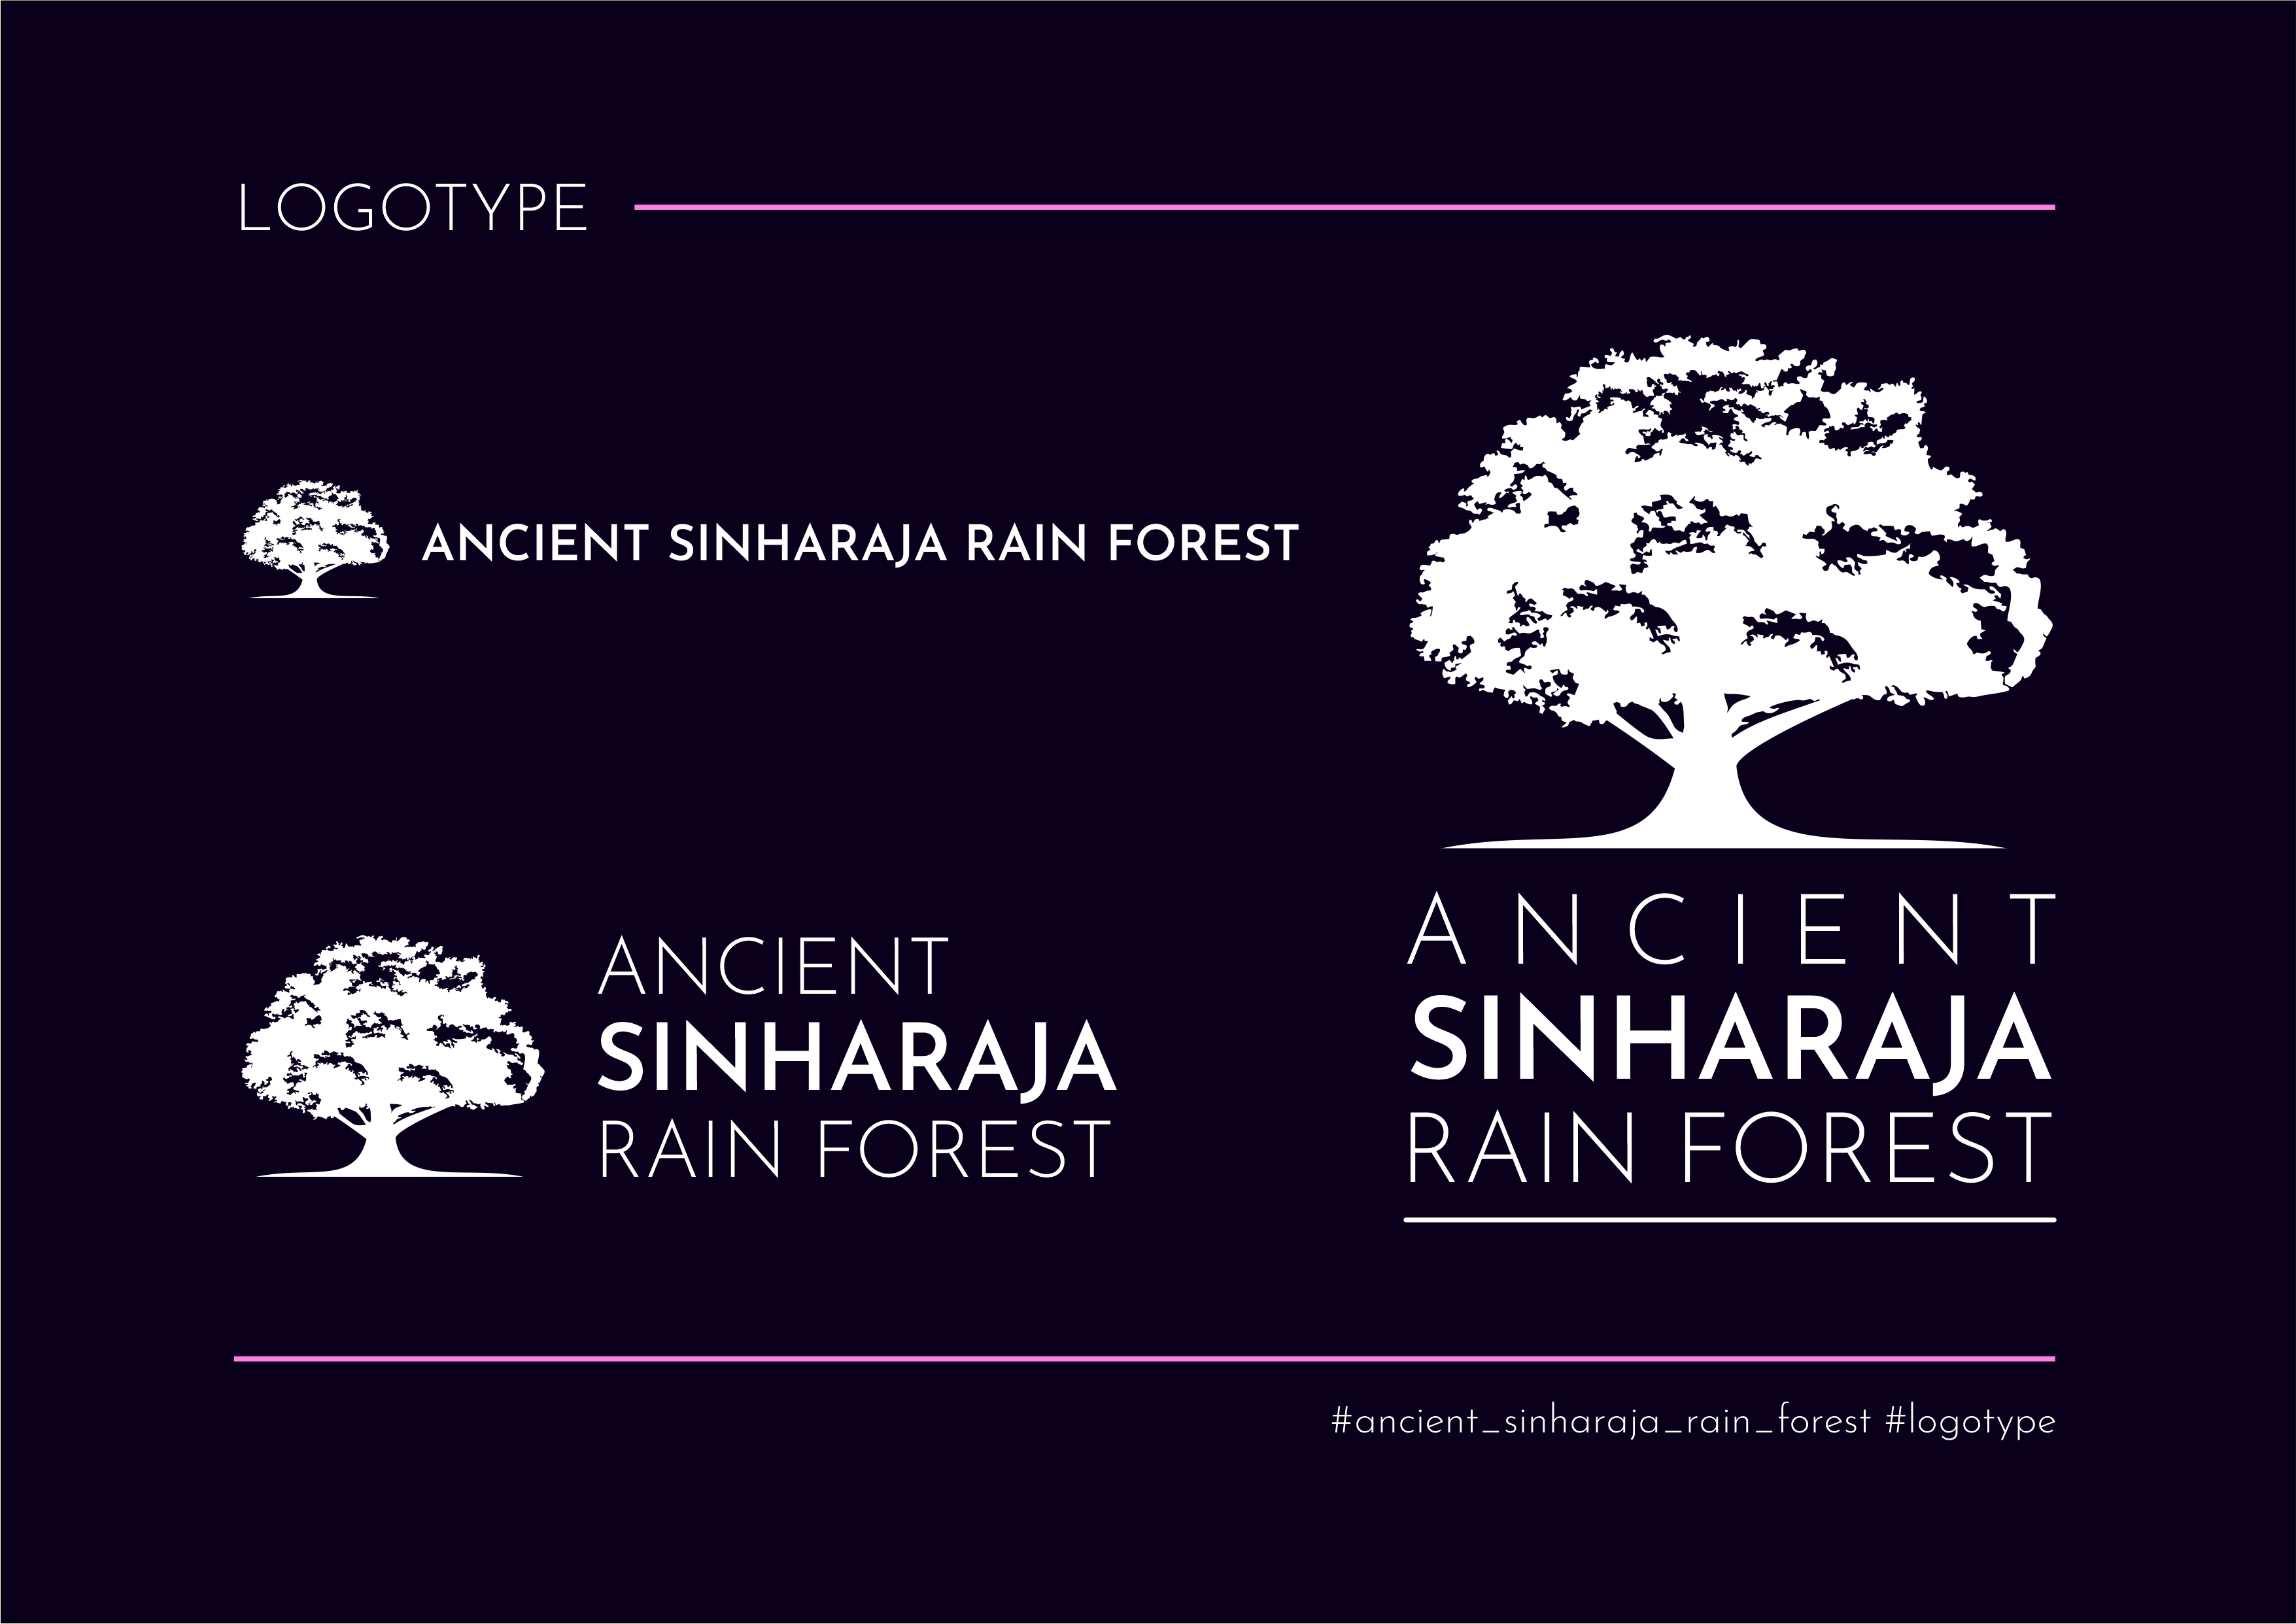 LOGOTYPE
ANCIENT SINHARAJA RAIN FOREST
ANCIENT
SINHARAJA
RAIN FOREST
ANCIENT
SINHARAJA
RAIN FOREST
#ancient_sinharaja_rain_forest #logotype